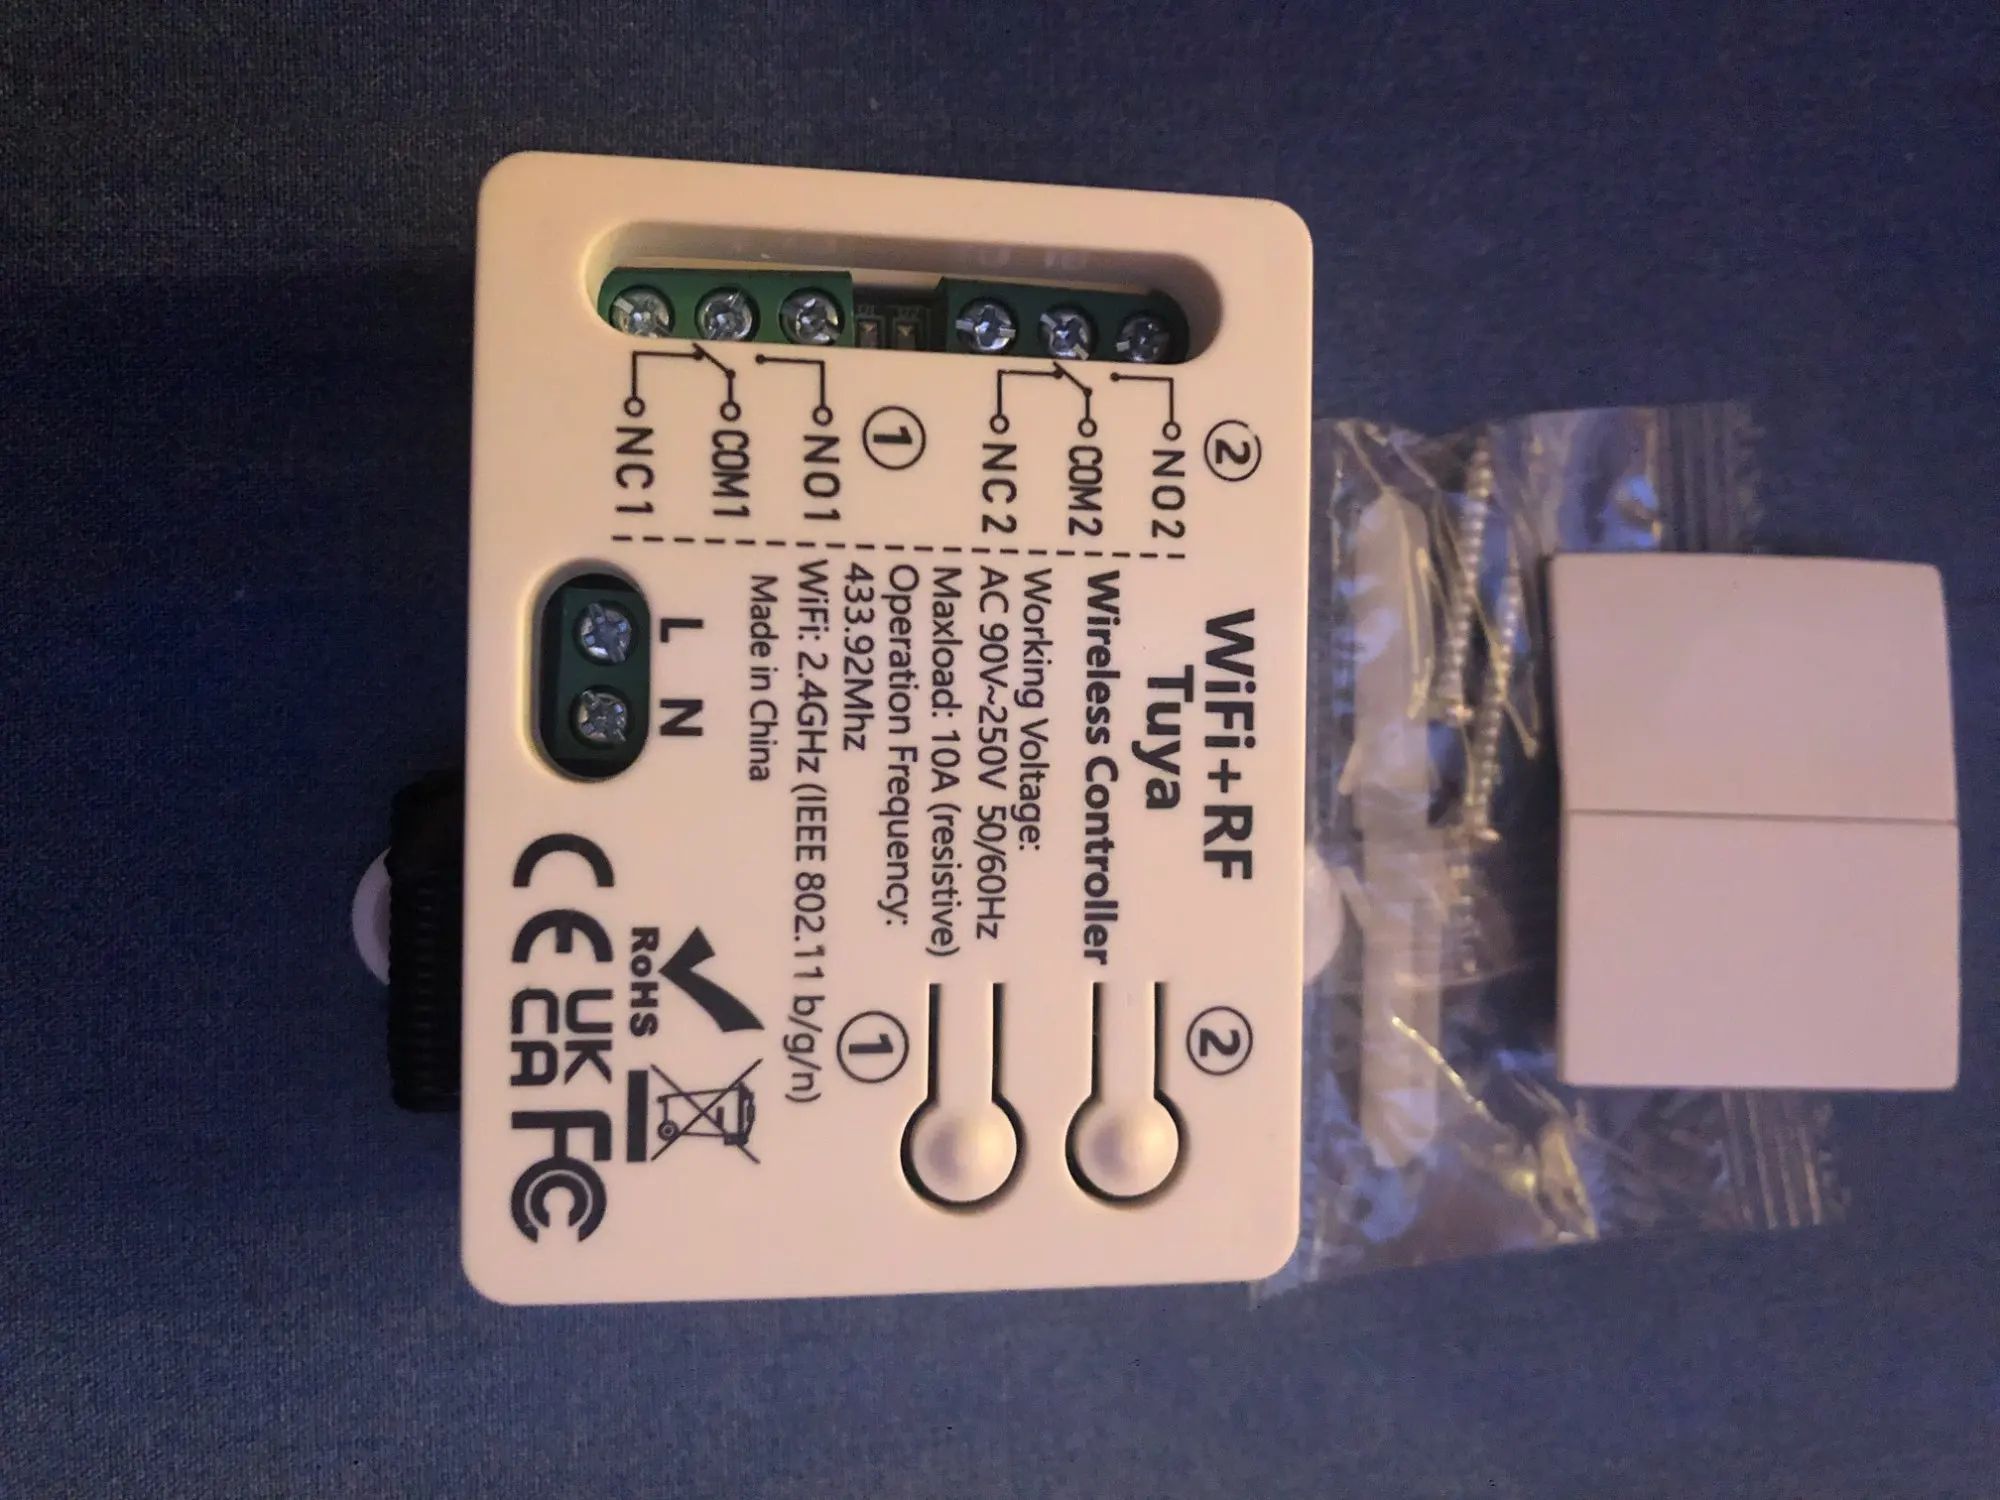 ②
NO2
COM2
NC2
①
NO1
COM1
NC1
WiFi+RF
Tuya
Wireless Controller
Working Voltage:
AC 90V~250V 50/60Hz
Maxload: 10A (resistive)
Operation Frequency:
433.92Mhz
WiFi: 2.4GHz (IEEE 802.11 b/g/n)
Made in China
L N
②
①
RoHS
CE UK CA FC